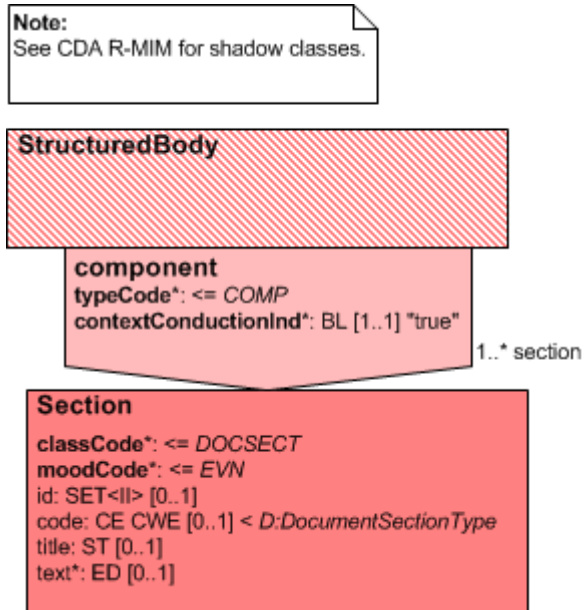 Note:
See CDA R-MIM for shadow classes.
StructuredBody
component
typeCode*: <= COMP
contextConductionInd*: BL [1..1] "true"
1..* section
Section
classCode*: <= DOCSECT
moodCode*: <= EVN
id: SET<II> [0..1]
code: CE CWE [0..1] < D:DocumentSectionType
title: ST [0..1]
text*: ED [0..1]